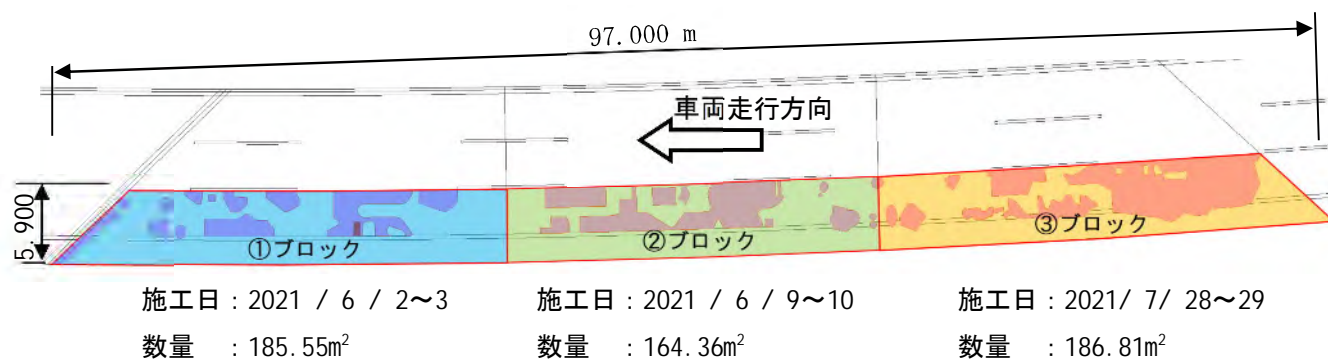 97.000 m
車両走行方向
5.900
①ブロック
②ブロック
③ブロック
施工日：2021 / 6 / 2～3
数量　：185.55m²
施工日：2021 / 6 / 9～10
数量　：164.36m²
施工日：2021/ 7/ 28～29
数量　：186.81m²